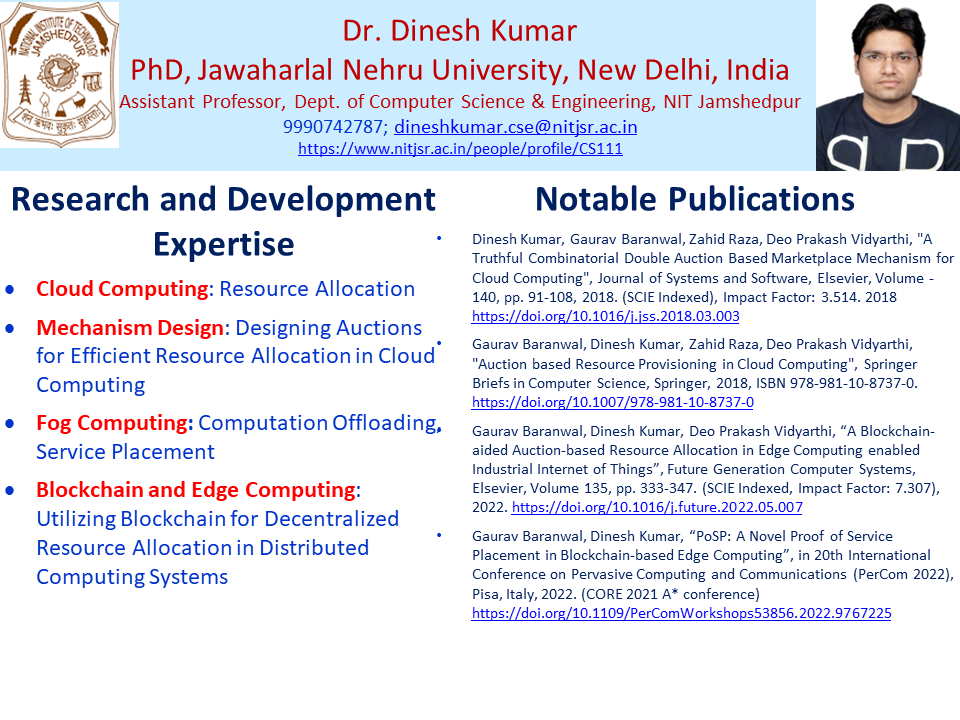 NATIONAL INSTITUTE OF TECHNOLOGY
JAMSHEDPUR
Dr. Dinesh Kumar
PhD, Jawaharlal Nehru University, New Delhi, India
Assistant Professor, Dept. of Computer Science & Engineering, NIT Jamshedpur
9990742787; dineshkumar.cse@nitjsr.ac.in
https://www.nitjsr.ac.in/people/profile/CS111
Research and Development
Expertise
• Cloud Computing: Resource Allocation
• Mechanism Design: Designing Auctions
for Efficient Resource Allocation in Cloud
Computing
• Fog Computing: Computation Offloading,
Service Placement
• Blockchain and Edge Computing:
Utilizing Blockchain for Decentralized
Resource Allocation in Distributed
Computing Systems
Notable Publications
• Dinesh Kumar, Gaurav Baranwal, Zahid Raza, Deo Prakash Vidyarthi, "A
Truthful Combinatorial Double Auction Based Marketplace Mechanism for
Cloud Computing", Journal of Systems and Software, Elsevier, Volume -
140, pp. 91-108, 2018. (SCIE Indexed), Impact Factor: 3.514. 2018
https://doi.org/10.1016/j.jss.2018.03.003
• Gaurav Baranwal, Dinesh Kumar, Zahid Raza, Deo Prakash Vidyarthi,
"Auction based Resource Provisioning in Cloud Computing", Springer
Briefs in Computer Science, Springer, 2018, ISBN 978-981-10-8737-0.
https://doi.org/10.1007/978-981-10-8737-0
• Gaurav Baranwal, Dinesh Kumar, Deo Prakash Vidyarthi, “A Blockchain-
aided Auction-based Resource Allocation in Edge Computing enabled
Industrial Internet of Things”, Future Generation Computer Systems,
Elsevier, Volume 135, pp. 333-347. (SCIE Indexed, Impact Factor: 7.307),
2022. https://doi.org/10.1016/j.future.2022.05.007
• Gaurav Baranwal, Dinesh Kumar, “PoSP: A Novel Proof of Service
Placement in Blockchain-based Edge Computing”, in 20th International
Conference on Pervasive Computing and Communications (PerCom 2022),
Pisa, Italy, 2022. (CORE 2021 A* conference)
https://doi.org/10.1109/PerComWorkshops53856.2022.9767225